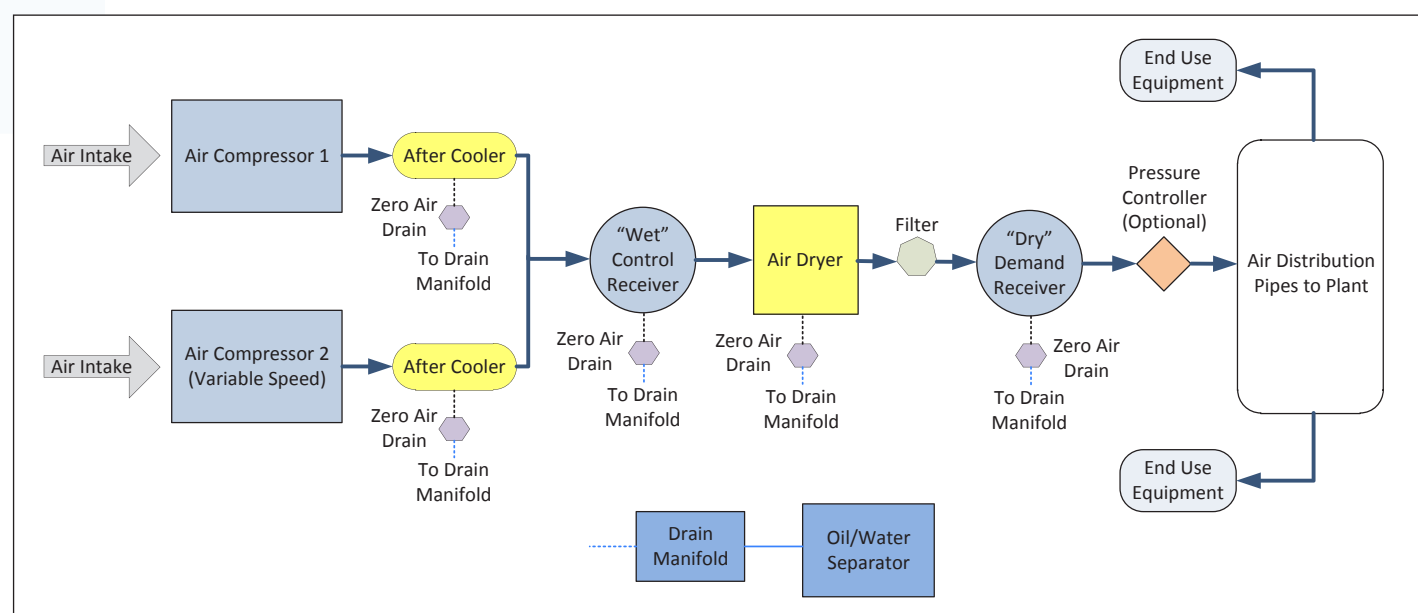 End Use
Equipment
Air Intake
Air Compressor 1
After Cooler
Zero Air
Drain
To Drain
Manifold
Air Intake
Air Compressor 2
(Variable Speed)
After Cooler
Zero Air
Drain
To Drain
Manifold
“Wet”
Control
Receiver
Zero Air
Drain
To Drain
Manifold
Air Dryer
Zero Air
Drain
To Drain
Manifold
Filter
“Dry”
Demand
Receiver
Zero Air
Drain
To Drain
Manifold
Pressure
Controller
(Optional)
Air Distribution
Pipes to Plant
End Use
Equipment
Drain
Manifold
Oil/Water
Separator